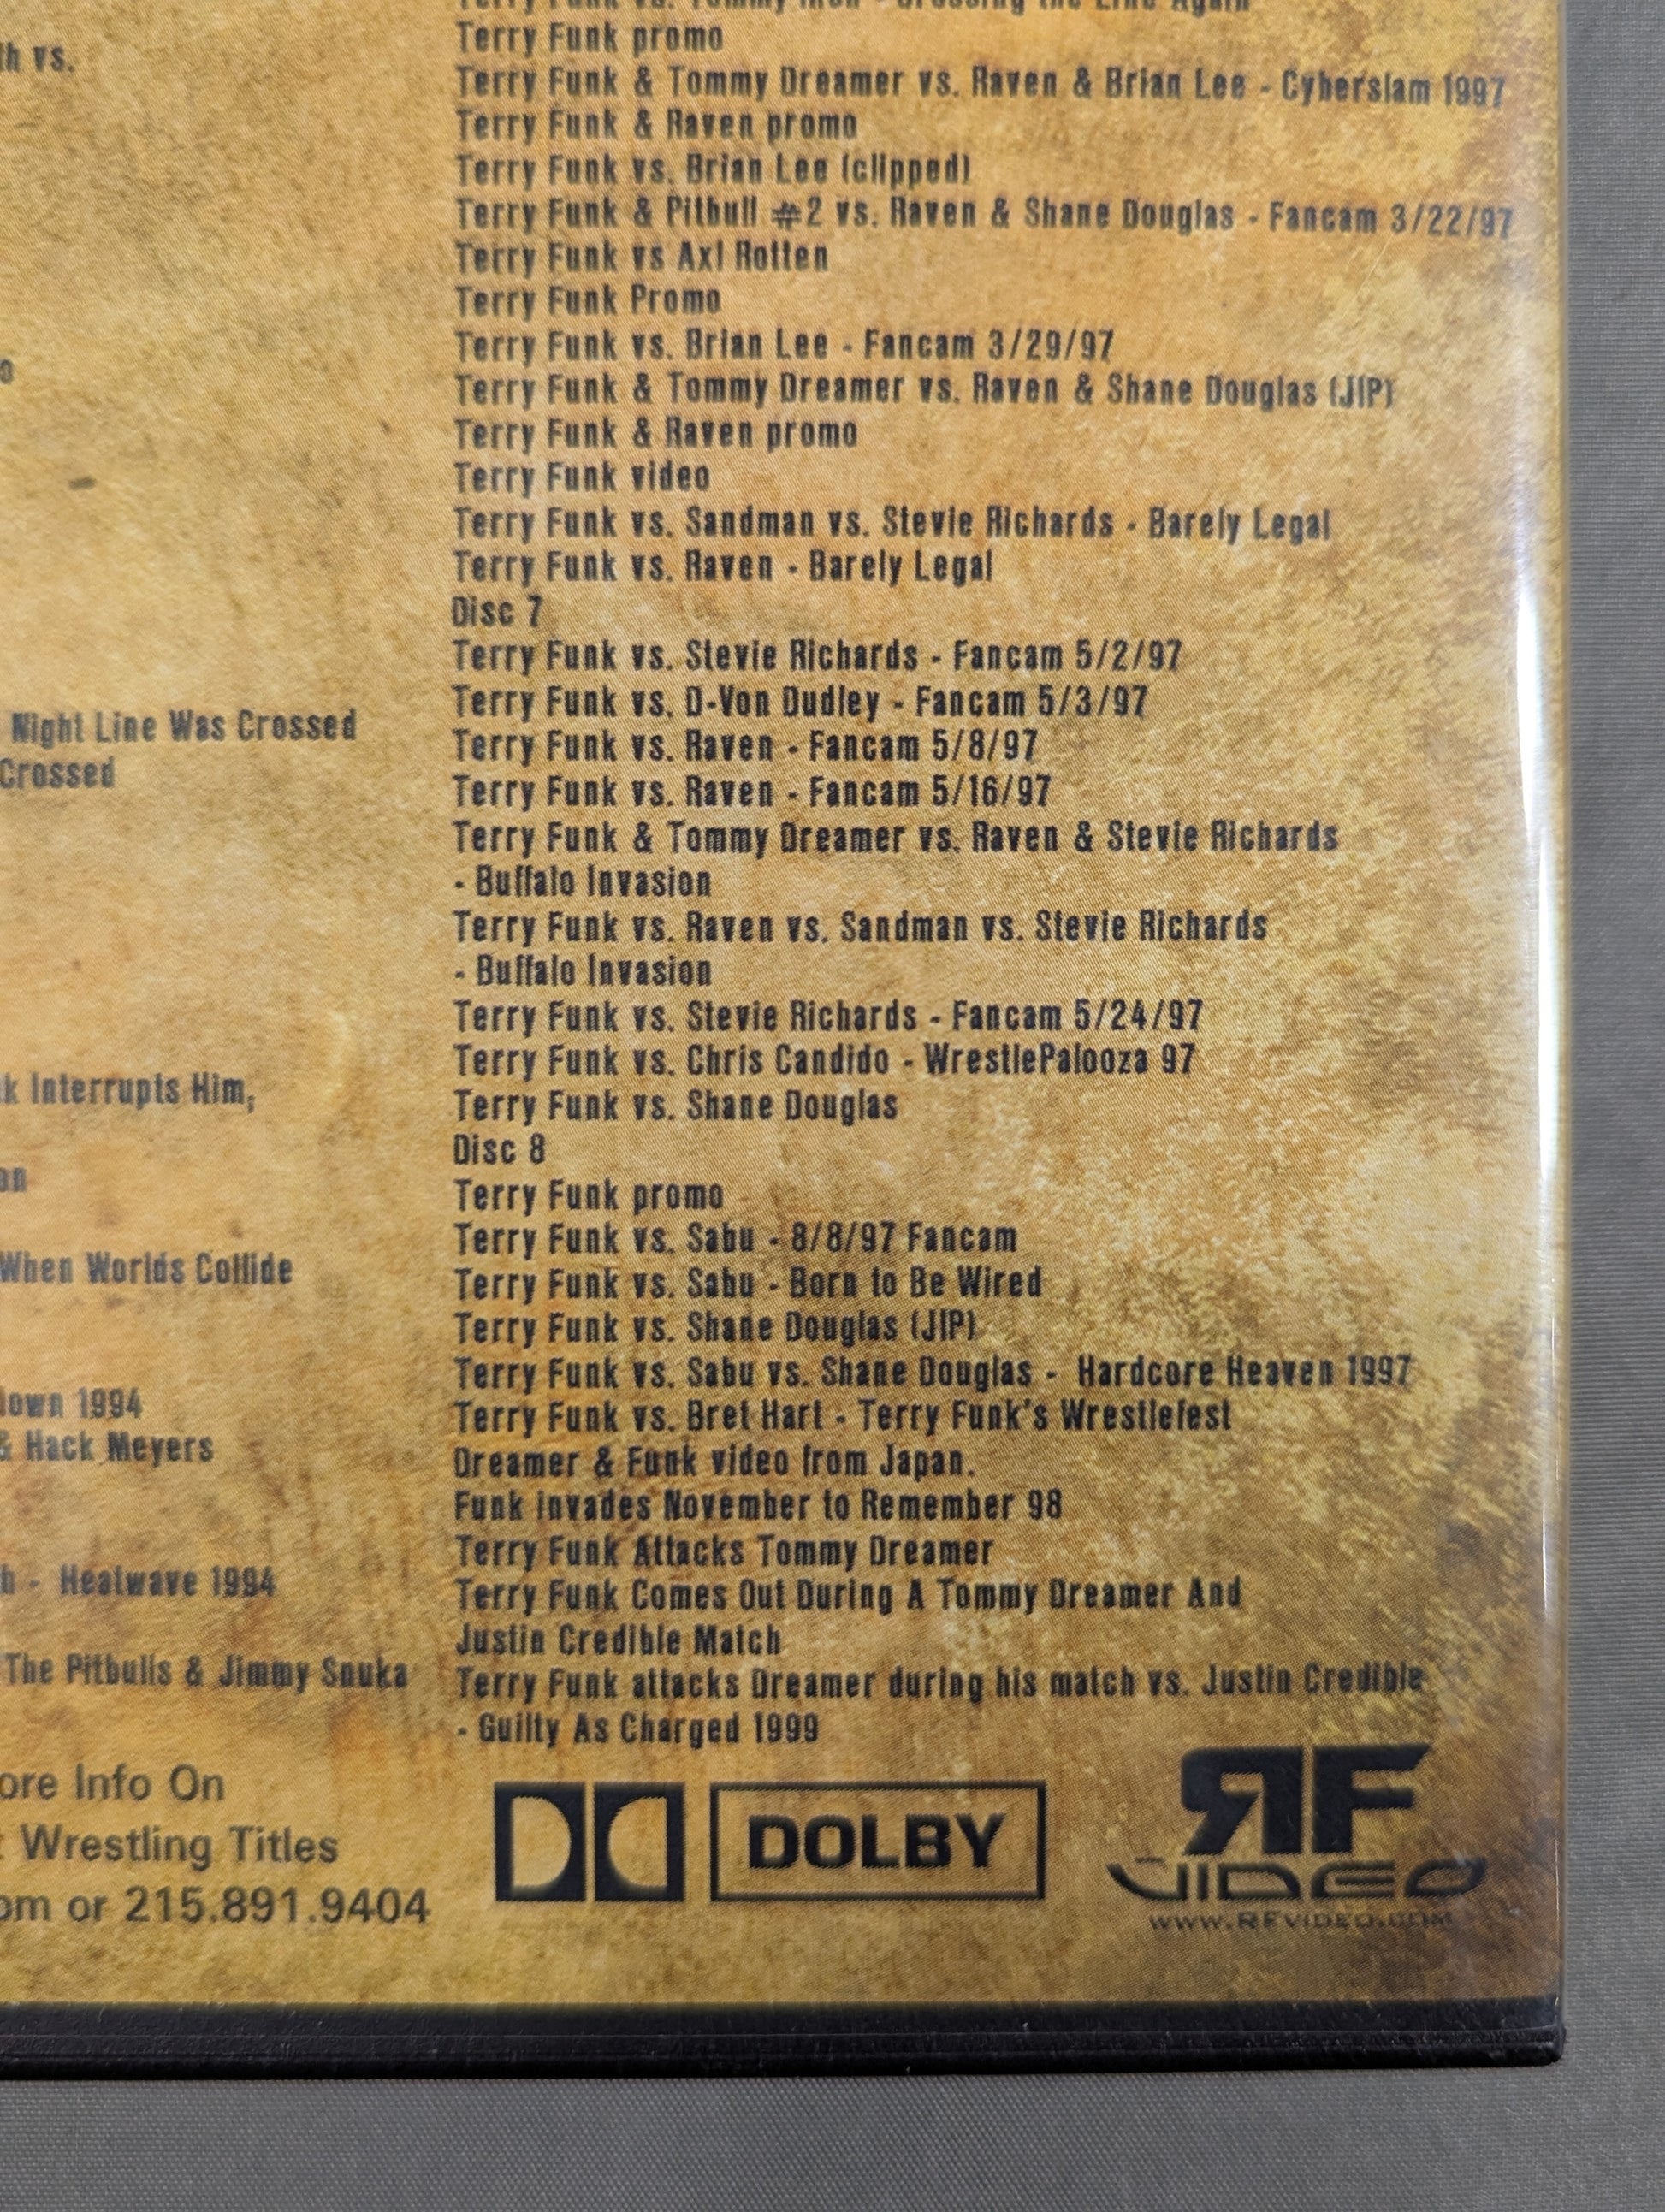 th vs.
o
Night Line Was Crossed
Crossed
k Interrupts Him,
an
When Worlds Collide
down 1994
& Hack Meyers
h - Heatwave 1994
The Pitbulls & Jimmy Snuka
ore Info On
t Wrestling Titles
om or 215.891.9404
Terry Funk vs. Tommy Rich - Crossing the Line Again
Terry Funk promo
Terry Funk & Tommy Dreamer vs. Raven & Brian Lee - Cyberslam 1997
Terry Funk & Raven promo
Terry Funk vs. Brian Lee (clipped)
Terry Funk & Pitbull #2 vs. Raven & Shane Douglas - Fancam 3/22/97
Terry Funk vs Axl Rotten
Terry Funk Promo
Terry Funk vs. Brian Lee - Fancam 3/29/97
Terry Funk & Tommy Dreamer vs. Raven & Shane Douglas (JIP)
Terry Funk & Raven promo
Terry Funk video
Terry Funk vs. Sandman vs. Stevie Richards - Barely Legal
Terry Funk vs. Raven - Barely Legal
Disc 7
Terry Funk vs. Stevie Richards - Fancam 5/2/97
Terry Funk vs. D-Von Dudley - Fancam 5/3/97
Terry Funk vs. Raven - Fancam 5/8/97
Terry Funk vs. Raven - Fancam 5/16/97
Terry Funk & Tommy Dreamer vs. Raven & Stevie Richards
- Buffalo Invasion
Terry Funk vs. Raven vs. Sandman vs. Stevie Richards
- Buffalo Invasion
Terry Funk vs. Stevie Richards - Fancam 5/24/97
Terry Funk vs. Chris Candido - WrestlePalooza 97
Terry Funk vs. Shane Douglas
Disc 8
Terry Funk promo
Terry Funk vs. Sabu - 8/8/97 Fancam
Terry Funk vs. Sabu - Born to Be Wired
Terry Funk vs. Shane Douglas (JIP)
Terry Funk vs. Sabu vs. Shane Douglas - Hardcore Heaven 1997
Terry Funk vs. Bret Hart - Terry Funk's Wrestlefest
Dreamer & Funk video from Japan.
Funk invades November to Remember 98
Terry Funk Attacks Tommy Dreamer
Terry Funk Comes Out During A Tommy Dreamer And
Justin Credible Match
Terry Funk attacks Dreamer during his match vs. Justin Credible
- Guilty As Charged 1999
DOLBY
RF
VIDEO
WWW.RFVIDEO.COM